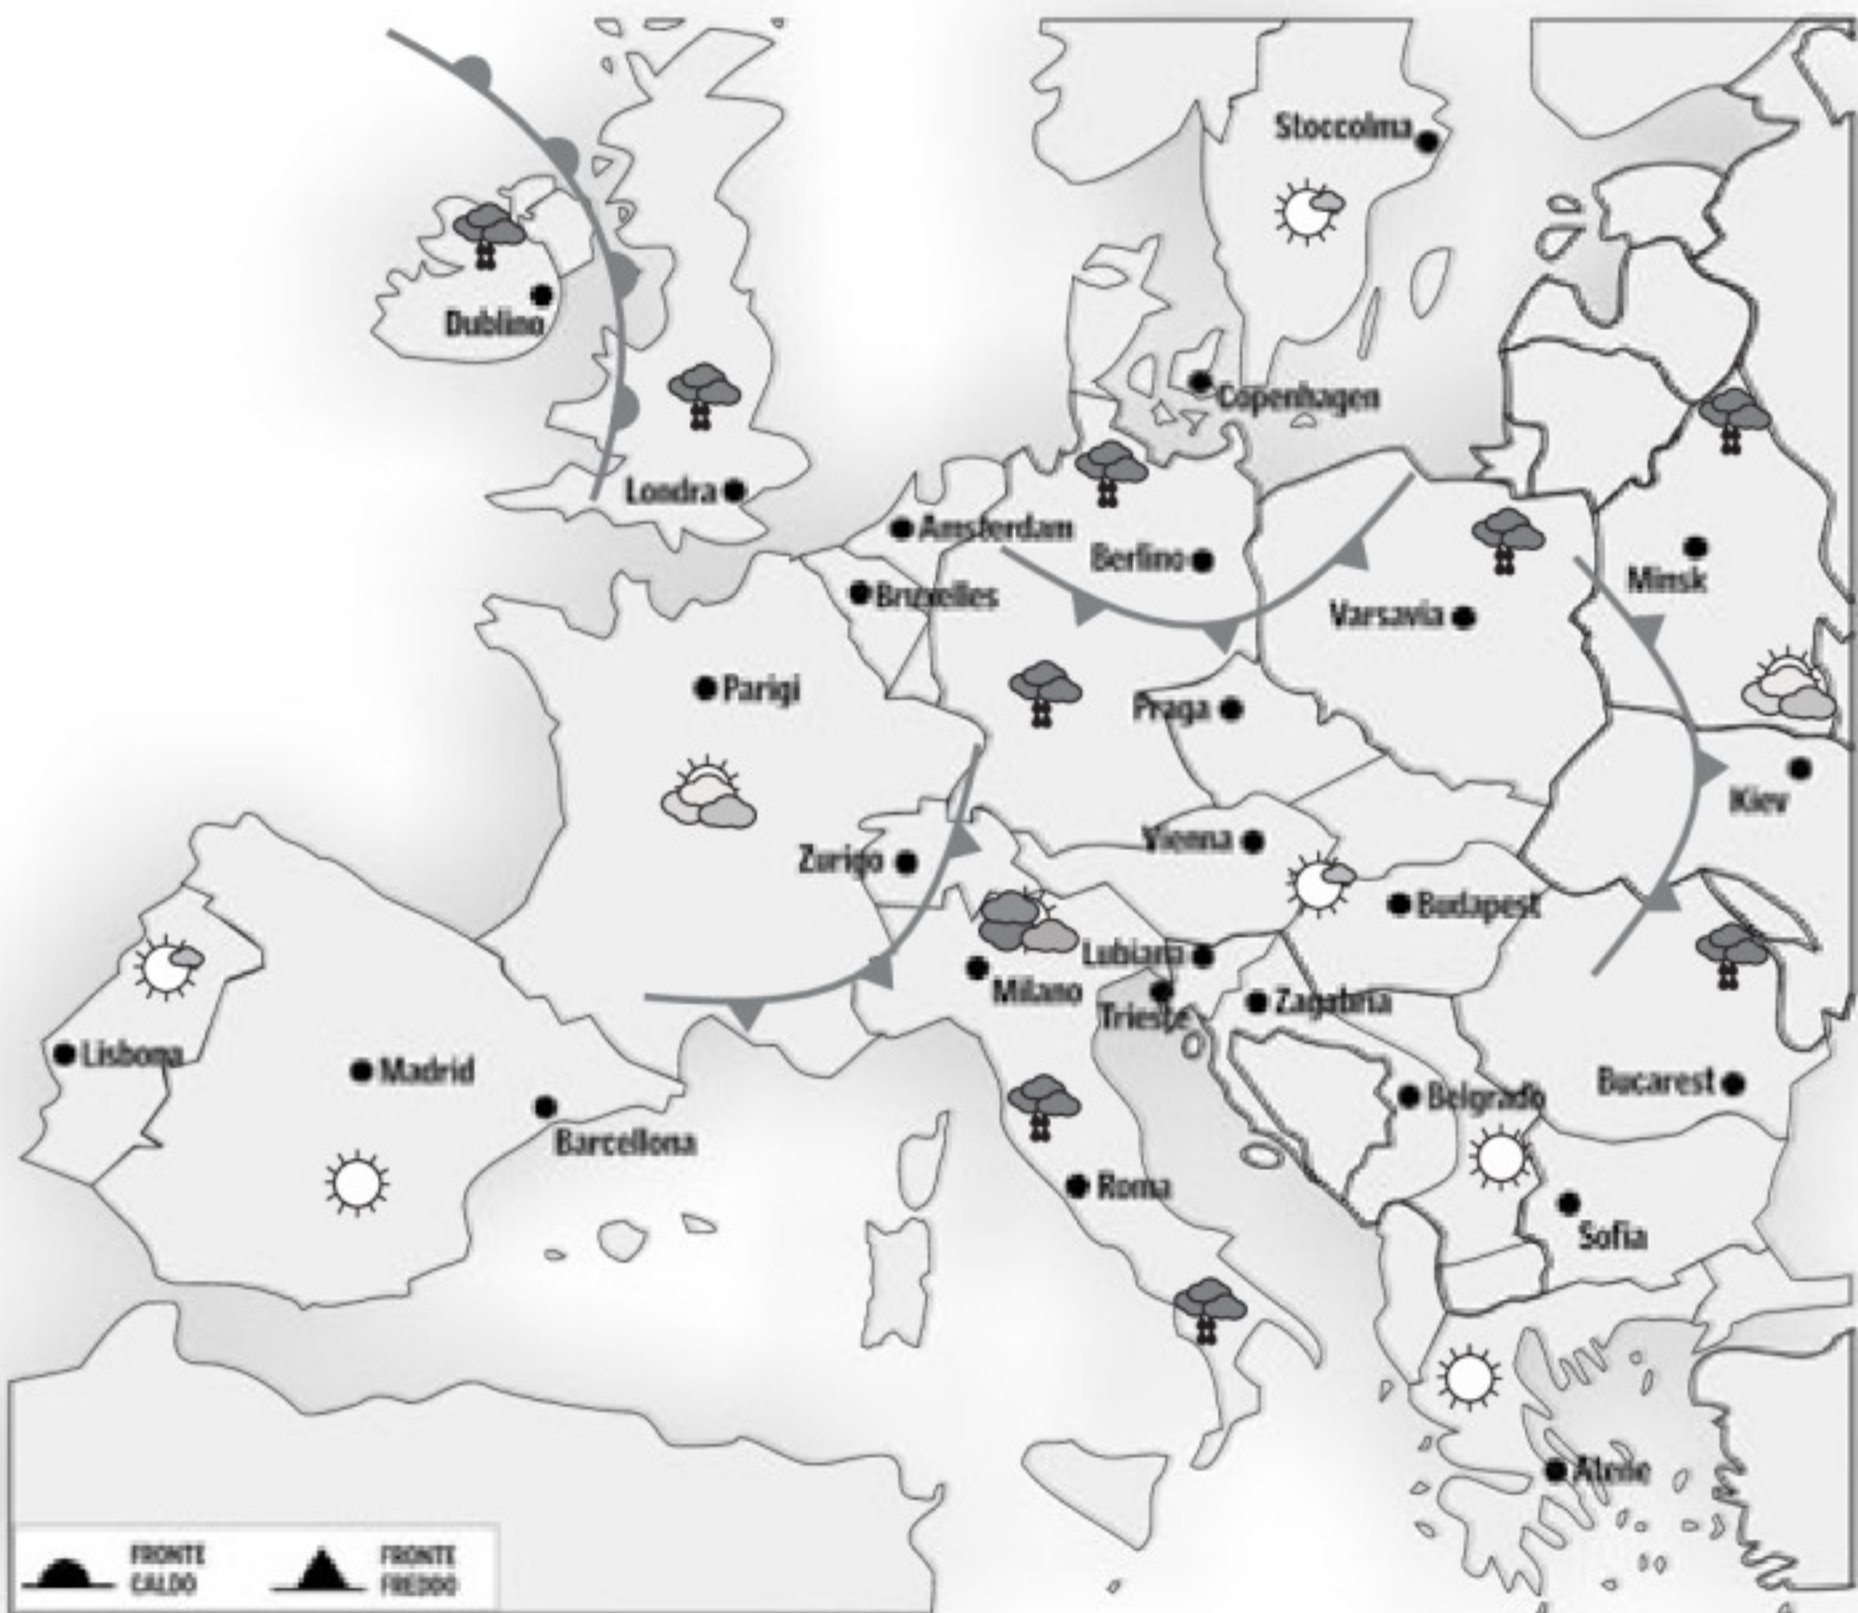 Stoccolma
Dublino
Copenhagen
Londra
Amsterdam
Berlino
Minsk
Bruxelles
Varsavia
Parigi
Praga
Kiev
Vienna
Zurigo
Budapest
Lubiana
Milano
Zagabria
Trieste
Lisbona
Madrid
Bucarest
Belgrado
Barcellona
Roma
Sofia
Atene
FRONTE
CALDO
FRONTE
FREDDO